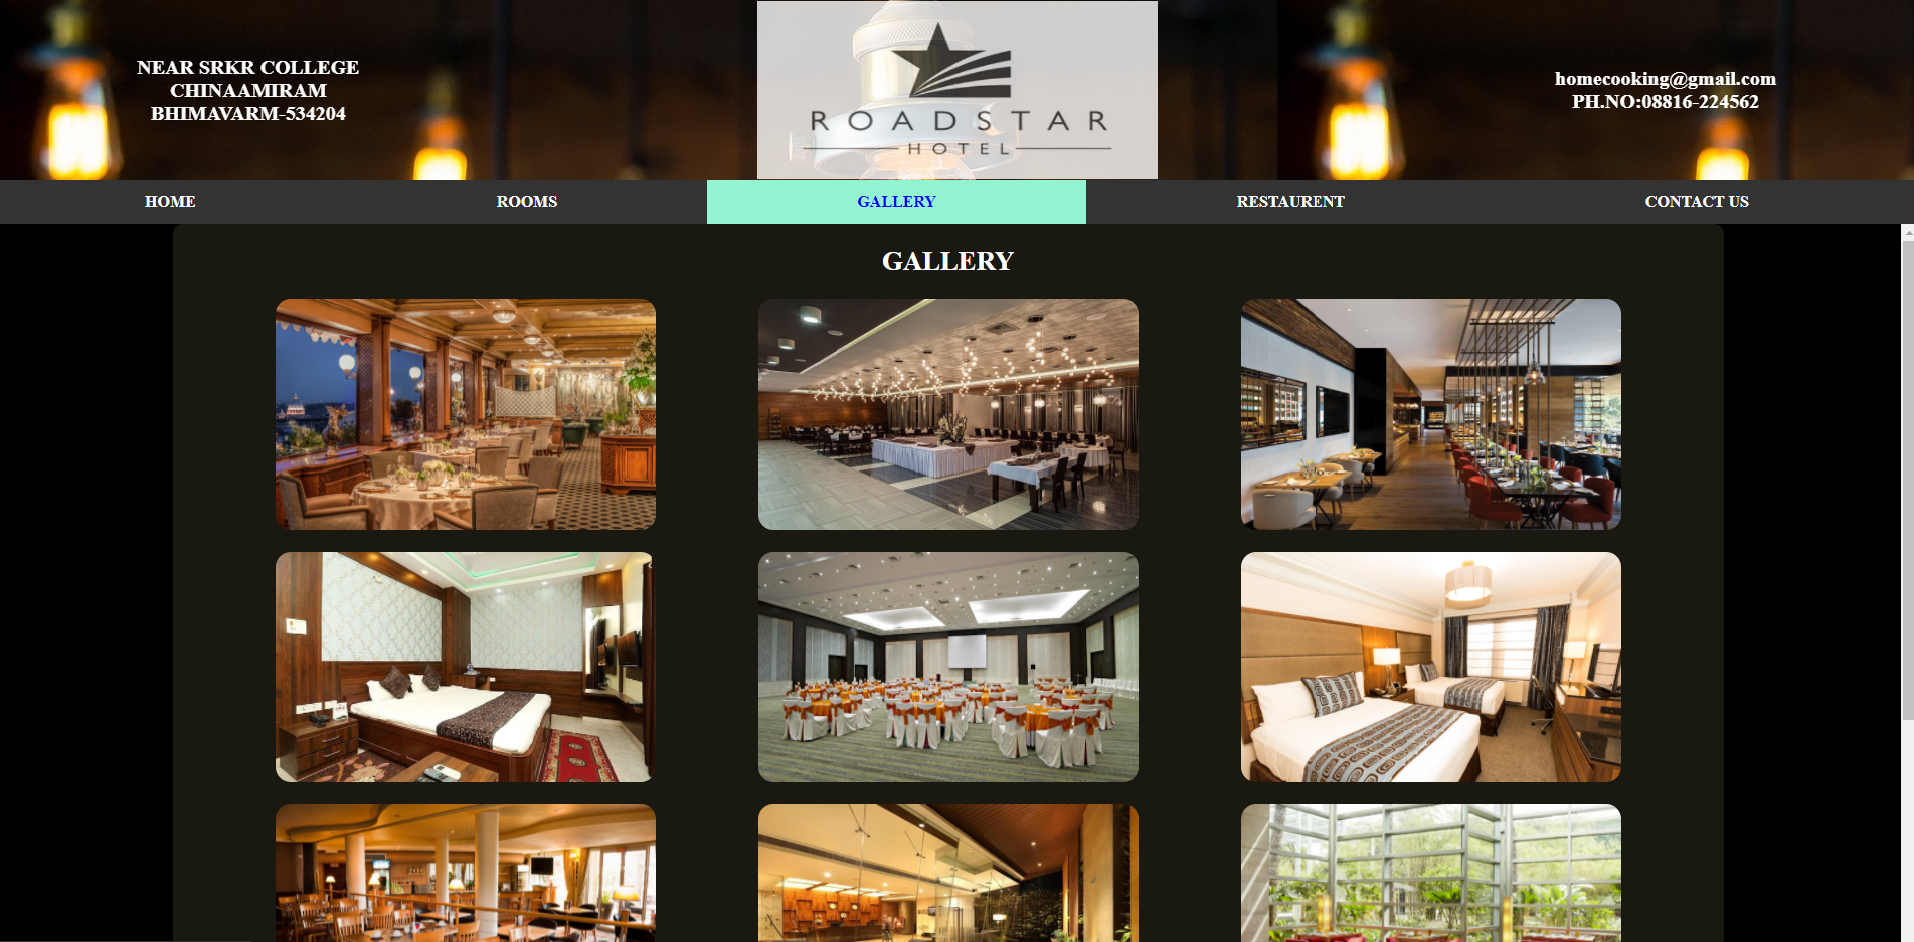 NEAR SRKR COLLEGE
CHINAAMIRAM
BHIMAVARM-534204
ROADSTAR
HOTEL
homecooking@gmail.com
PH.NO:08816-224562
HOME
ROOMS
GALLERY
RESTAURENT
CONTACT US
GALLERY